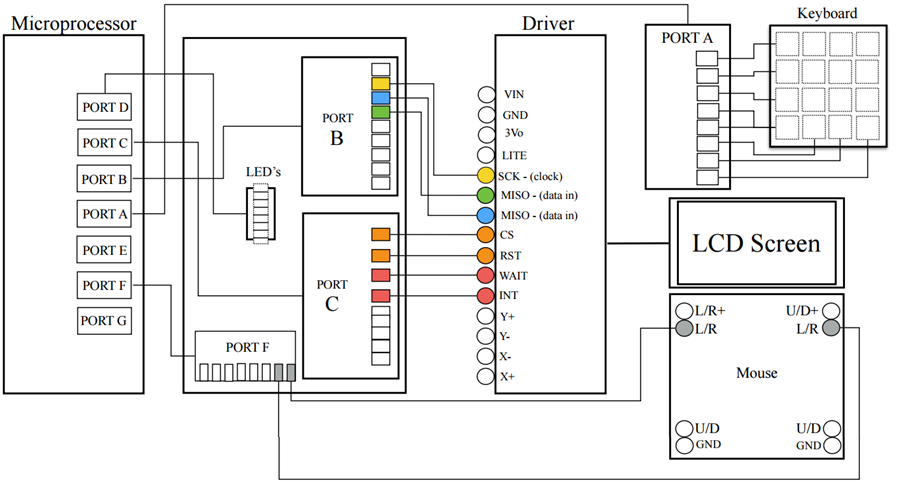 Microprocessor
PORT D
PORT C
PORT B
PORT A
PORT E
PORT F
PORT G
LED's
PORT
B
PORT
C
PORT F
Driver
VIN
GND
3Vo
LITE
SCK - (clock)
MISO - (data in)
MISO - (data in)
CS
RST
WAIT
INT
Y+
Y-
X-
X+
PORT A
Keyboard
LCD Screen
L/R+ U/D+
L/R L/R
Mouse
U/D U/D
GND GND